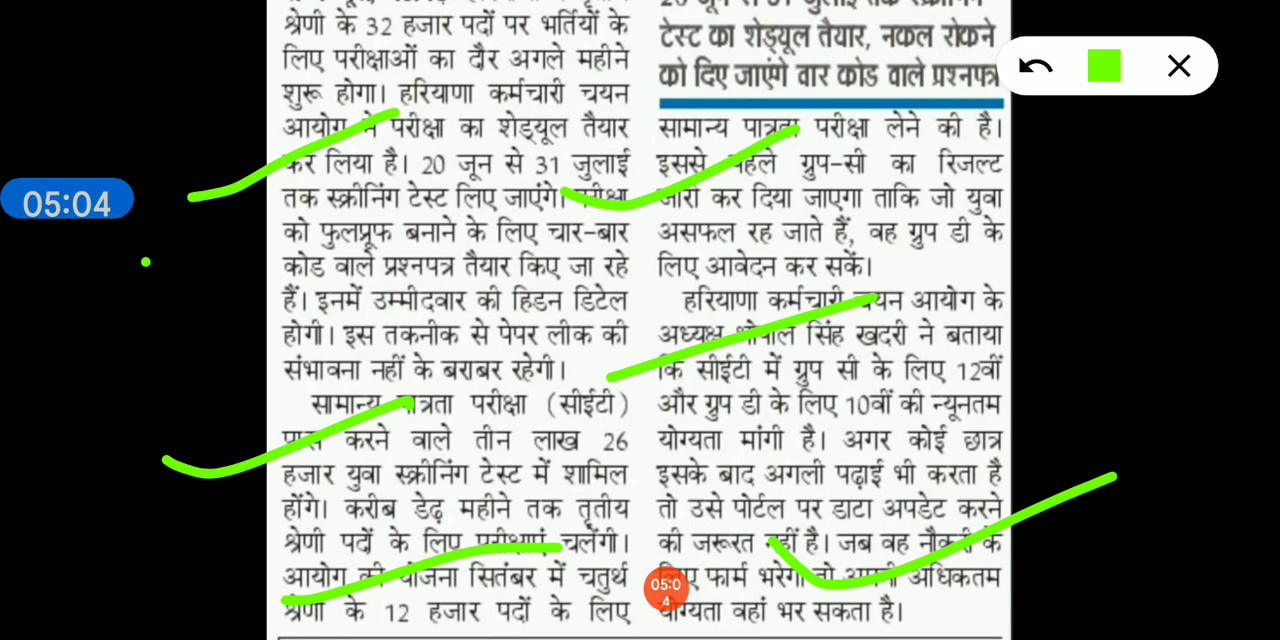 श्रेणी के 32 हजार पदों पर भर्तियों के
लिए परीक्षाओं का दौर अगले महीने
शुरू होगा। हरियाणा कर्मचारी चयन
आयोग ने परीक्षा का शेड्यूल तैयार
कर लिया है। 20 जून से 31 जुलाई
तक स्क्रीनिंग टेस्ट लिए जाएंगे। परीक्षा
को फुलप्रूफ बनाने के लिए चार-बार
कोड वाले प्रश्नपत्र तैयार किए जा रहे
हैं। इनमें उम्मीदवार की हिडन डिटेल
होगी। इस तकनीक से पेपर लीक की
संभावना नहीं के बराबर रहेगी।
सामान्य पात्रता परीक्षा (सीईटी)
पास करने वाले तीन लाख 26
हजार युवा स्क्रीनिंग टेस्ट में शामिल
होंगे। करीब डेढ़ महीने तक तृतीय
श्रेणी पदों के लिए परीक्षाएं चलेंगी।
आयोग की योजना सितंबर में चतुर्थ
श्रेणी के 12 हजार पदों के लिए
टेस्ट का शेड्यूल तैयार, नकल रोकने
को दिए जाएंगे वार कोड वाले प्रश्नपत्र
सामान्य पात्रता परीक्षा लेने की है।
इससे पहले ग्रुप-सी का रिजल्ट
जारी कर दिया जाएगा ताकि जो युवा
असफल रह जाते हैं, वह ग्रुप डी के
लिए आवेदन कर सकें।
हरियाणा कर्मचारी चयन आयोग के
अध्यक्ष भोपाल सिंह खदरी ने बताया
कि सीईटी में ग्रुप सी के लिए 12वीं
और ग्रुप डी के लिए 10वीं की न्यूनतम
योग्यता मांगी है। अगर कोई छात्र
इसके बाद अगली पढ़ाई भी करता है
तो उसे पोर्टल पर डाटा अपडेट करने
की जरूरत नहीं है। जब वह नौकरी के
लिए फार्म भरेगा तो अपनी अधिकतम
योग्यता वहां भर सकता है।
05:04
05:0
4